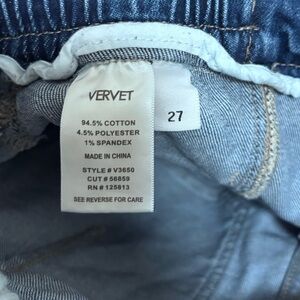 VERVET
27
94.5% COTTON
4.5% POLYESTER
1% SPANDEX
MADE IN CHINA
STYLE # V3650
CUT # 56859
RN # 125813
SEE REVERSE FOR CARE